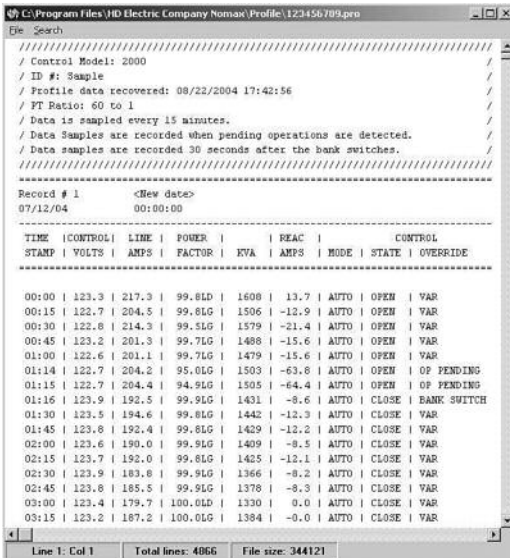 C:\Program Files\HD Electric Company Nomax\Profile\123456789.pro
File Search
////////////////////////////////////////////////////////////////////////
/ Control Model: 2000 /
/ ID #: Sample /
/ Profile data recovered: 08/22/2004 17:42:56 /
/ PT Ratio: 60 to 1 /
/ Data is sampled every 15 minutes. /
/ Data Samples are recorded when pending operations are detected. /
/ Data samples are recorded 30 seconds after the bank switches. /
////////////////////////////////////////////////////////////////////////
========================================================================
Record # 1 <New date>
07/12/04 00:00:00
------------------------------------------------------------------------
TIME |CONTROL| LINE | POWER | | REAC | CONTROL
STAMP | VOLTS | AMPS | FACTOR | KVA | AMPS | MODE | STATE | OVERRIDE
========================================================================
00:00 | 123.3 | 217.3 | 99.8LD | 1608 | 13.7 | AUTO | OPEN | VAR
00:15 | 122.7 | 204.5 | 99.8LG | 1506 | -12.9 | AUTO | OPEN | VAR
00:30 | 122.8 | 214.3 | 99.5LG | 1579 | -21.4 | AUTO | OPEN | VAR
00:45 | 123.2 | 201.3 | 99.7LG | 1488 | -15.6 | AUTO | OPEN | VAR
01:00 | 122.6 | 201.1 | 99.7LG | 1479 | -15.6 | AUTO | OPEN | VAR
01:14 | 122.7 | 204.2 | 95.0LG | 1503 | -63.8 | AUTO | OPEN | OP PENDING
01:15 | 122.7 | 204.4 | 94.9LG | 1505 | -64.4 | AUTO | OPEN | OP PENDING
01:16 | 123.9 | 192.5 | 99.9LG | 1431 | -8.6 | AUTO | CLOSE | BANK SWITCH
01:30 | 123.5 | 194.6 | 99.8LG | 1442 | -12.3 | AUTO | CLOSE | VAR
01:45 | 123.8 | 192.4 | 99.8LG | 1429 | -12.2 | AUTO | CLOSE | VAR
02:00 | 123.6 | 190.0 | 99.9LG | 1409 | -8.5 | AUTO | CLOSE | VAR
02:15 | 123.7 | 192.0 | 99.8LG | 1425 | -12.1 | AUTO | CLOSE | VAR
02:30 | 123.9 | 183.8 | 99.9LG | 1366 | -8.2 | AUTO | CLOSE | VAR
02:45 | 123.8 | 185.5 | 99.9LG | 1378 | -8.3 | AUTO | CLOSE | VAR
03:00 | 123.4 | 179.7 | 100.0LD | 1330 | 0.0 | AUTO | CLOSE | VAR
03:15 | 123.2 | 187.2 | 100.0LG | 1384 | -0.0 | AUTO | CLOSE | VAR
Line 1: Col 1 Total lines: 4866 File size: 344121